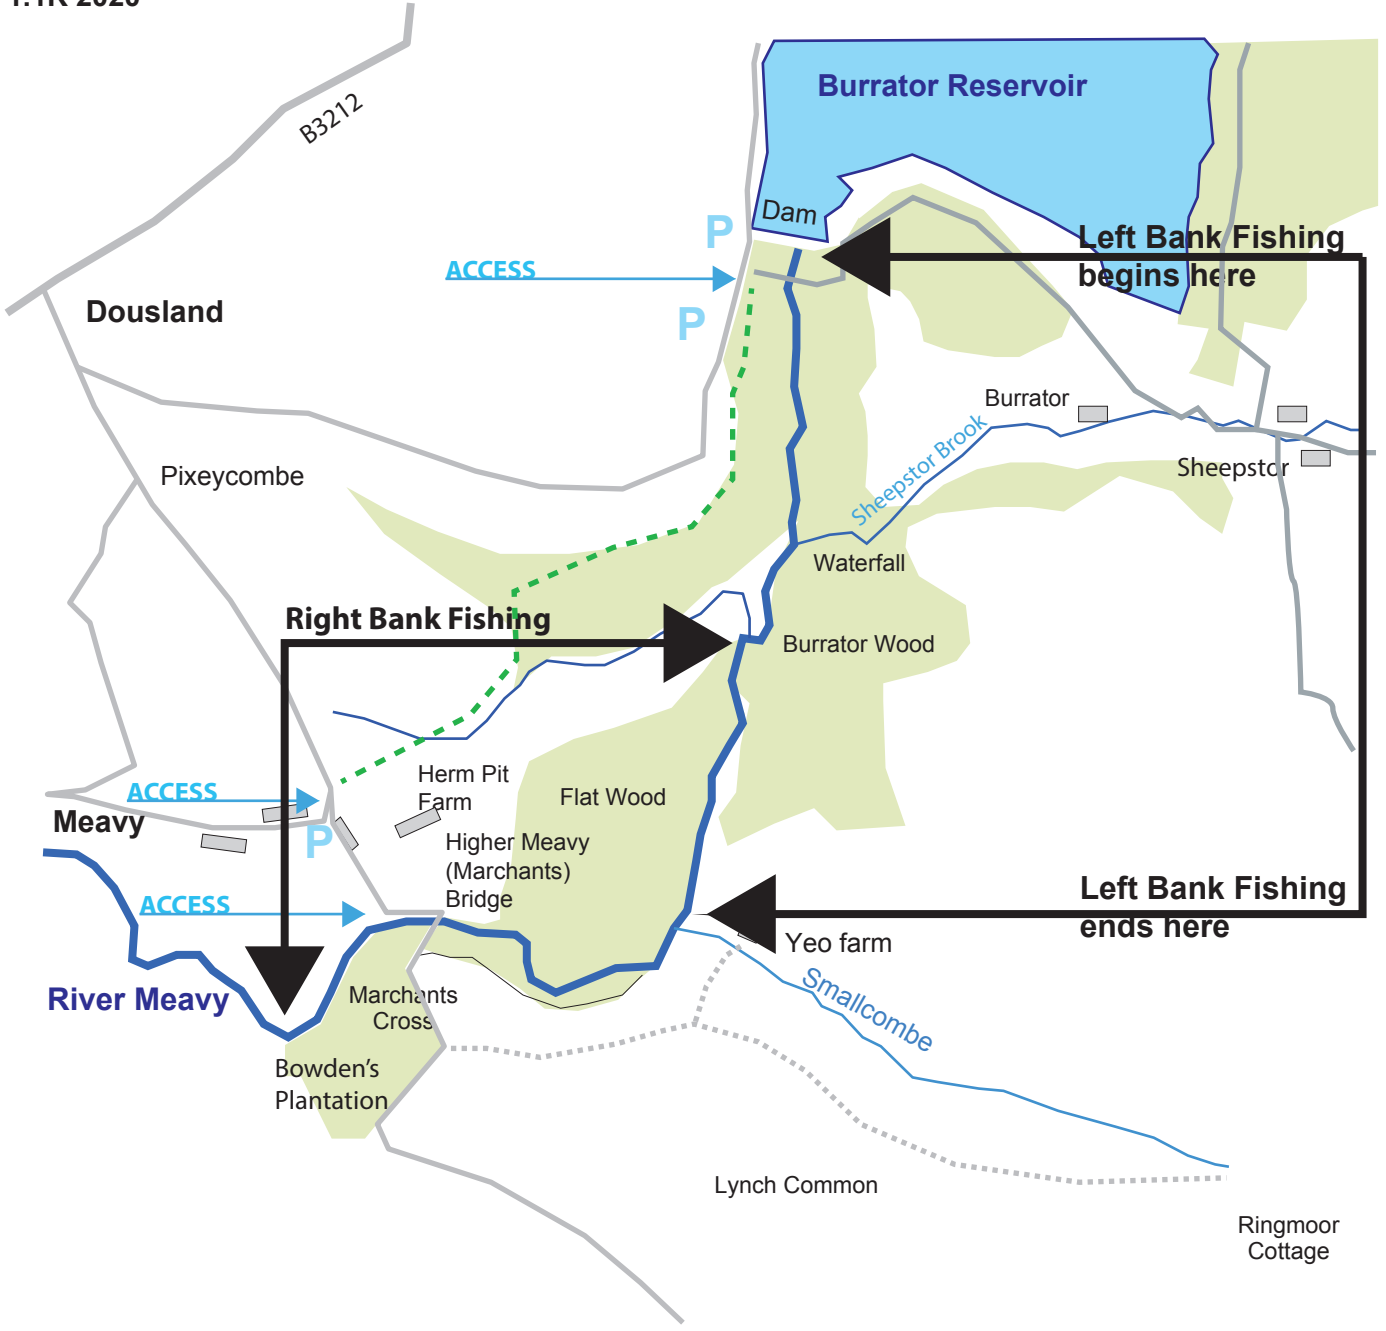 B3212
Burrator Reservoir
Dam
P
Left Bank Fishing
begins here
ACCESS
P
Dousland
Burrator
Sheepstor Brook
Sheepstor
Pixeycombe
Waterfall
Right Bank Fishing
Burrator Wood
Herm Pit
Farm
Flat Wood
ACCESS
Meavy
P
Higher Meavy
(Marchants)
Bridge
ACCESS
Left Bank Fishing
ends here
Yeo farm
River Meavy
Marchants
Cross
Smallcombe
Bowden's
Plantation
Lynch Common
Ringmoor
Cottage